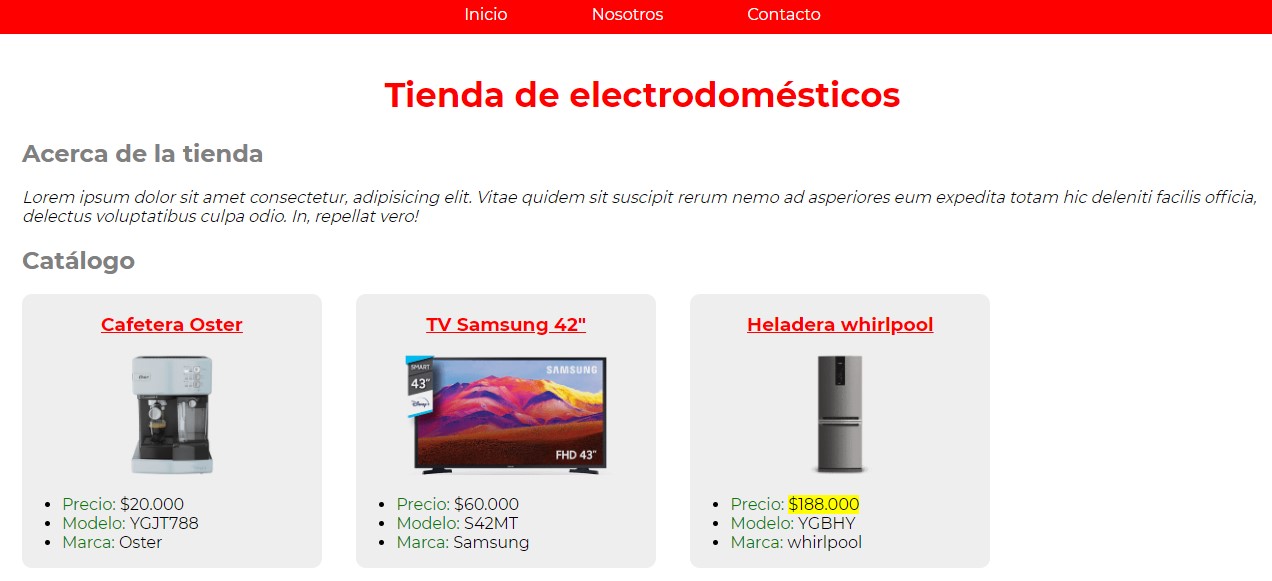 Inicio Nosotros Contacto
Tienda de electrodomésticos
Acerca de la tienda
Lorem ipsum dolor sit amet consectetur, adipisicing elit. Vitae quidem sit suscipit rerum nemo ad asperiores eum expedita totam hic deleniti facilis officia,
delectus voluptatibus culpa odio. In, repellat vero!
Catálogo
Cafetera Oster
Oster
Precio: $20.000
Modelo: YGJT788
Marca: Oster
TV Samsung 42"
SMART
43”
Disney+
SAMSUNG
FHD 43”
Precio: $60.000
Modelo: S42MT
Marca: Samsung
Heladera whirlpool
Precio: $188.000
Modelo: YGBHY
Marca: whirlpool